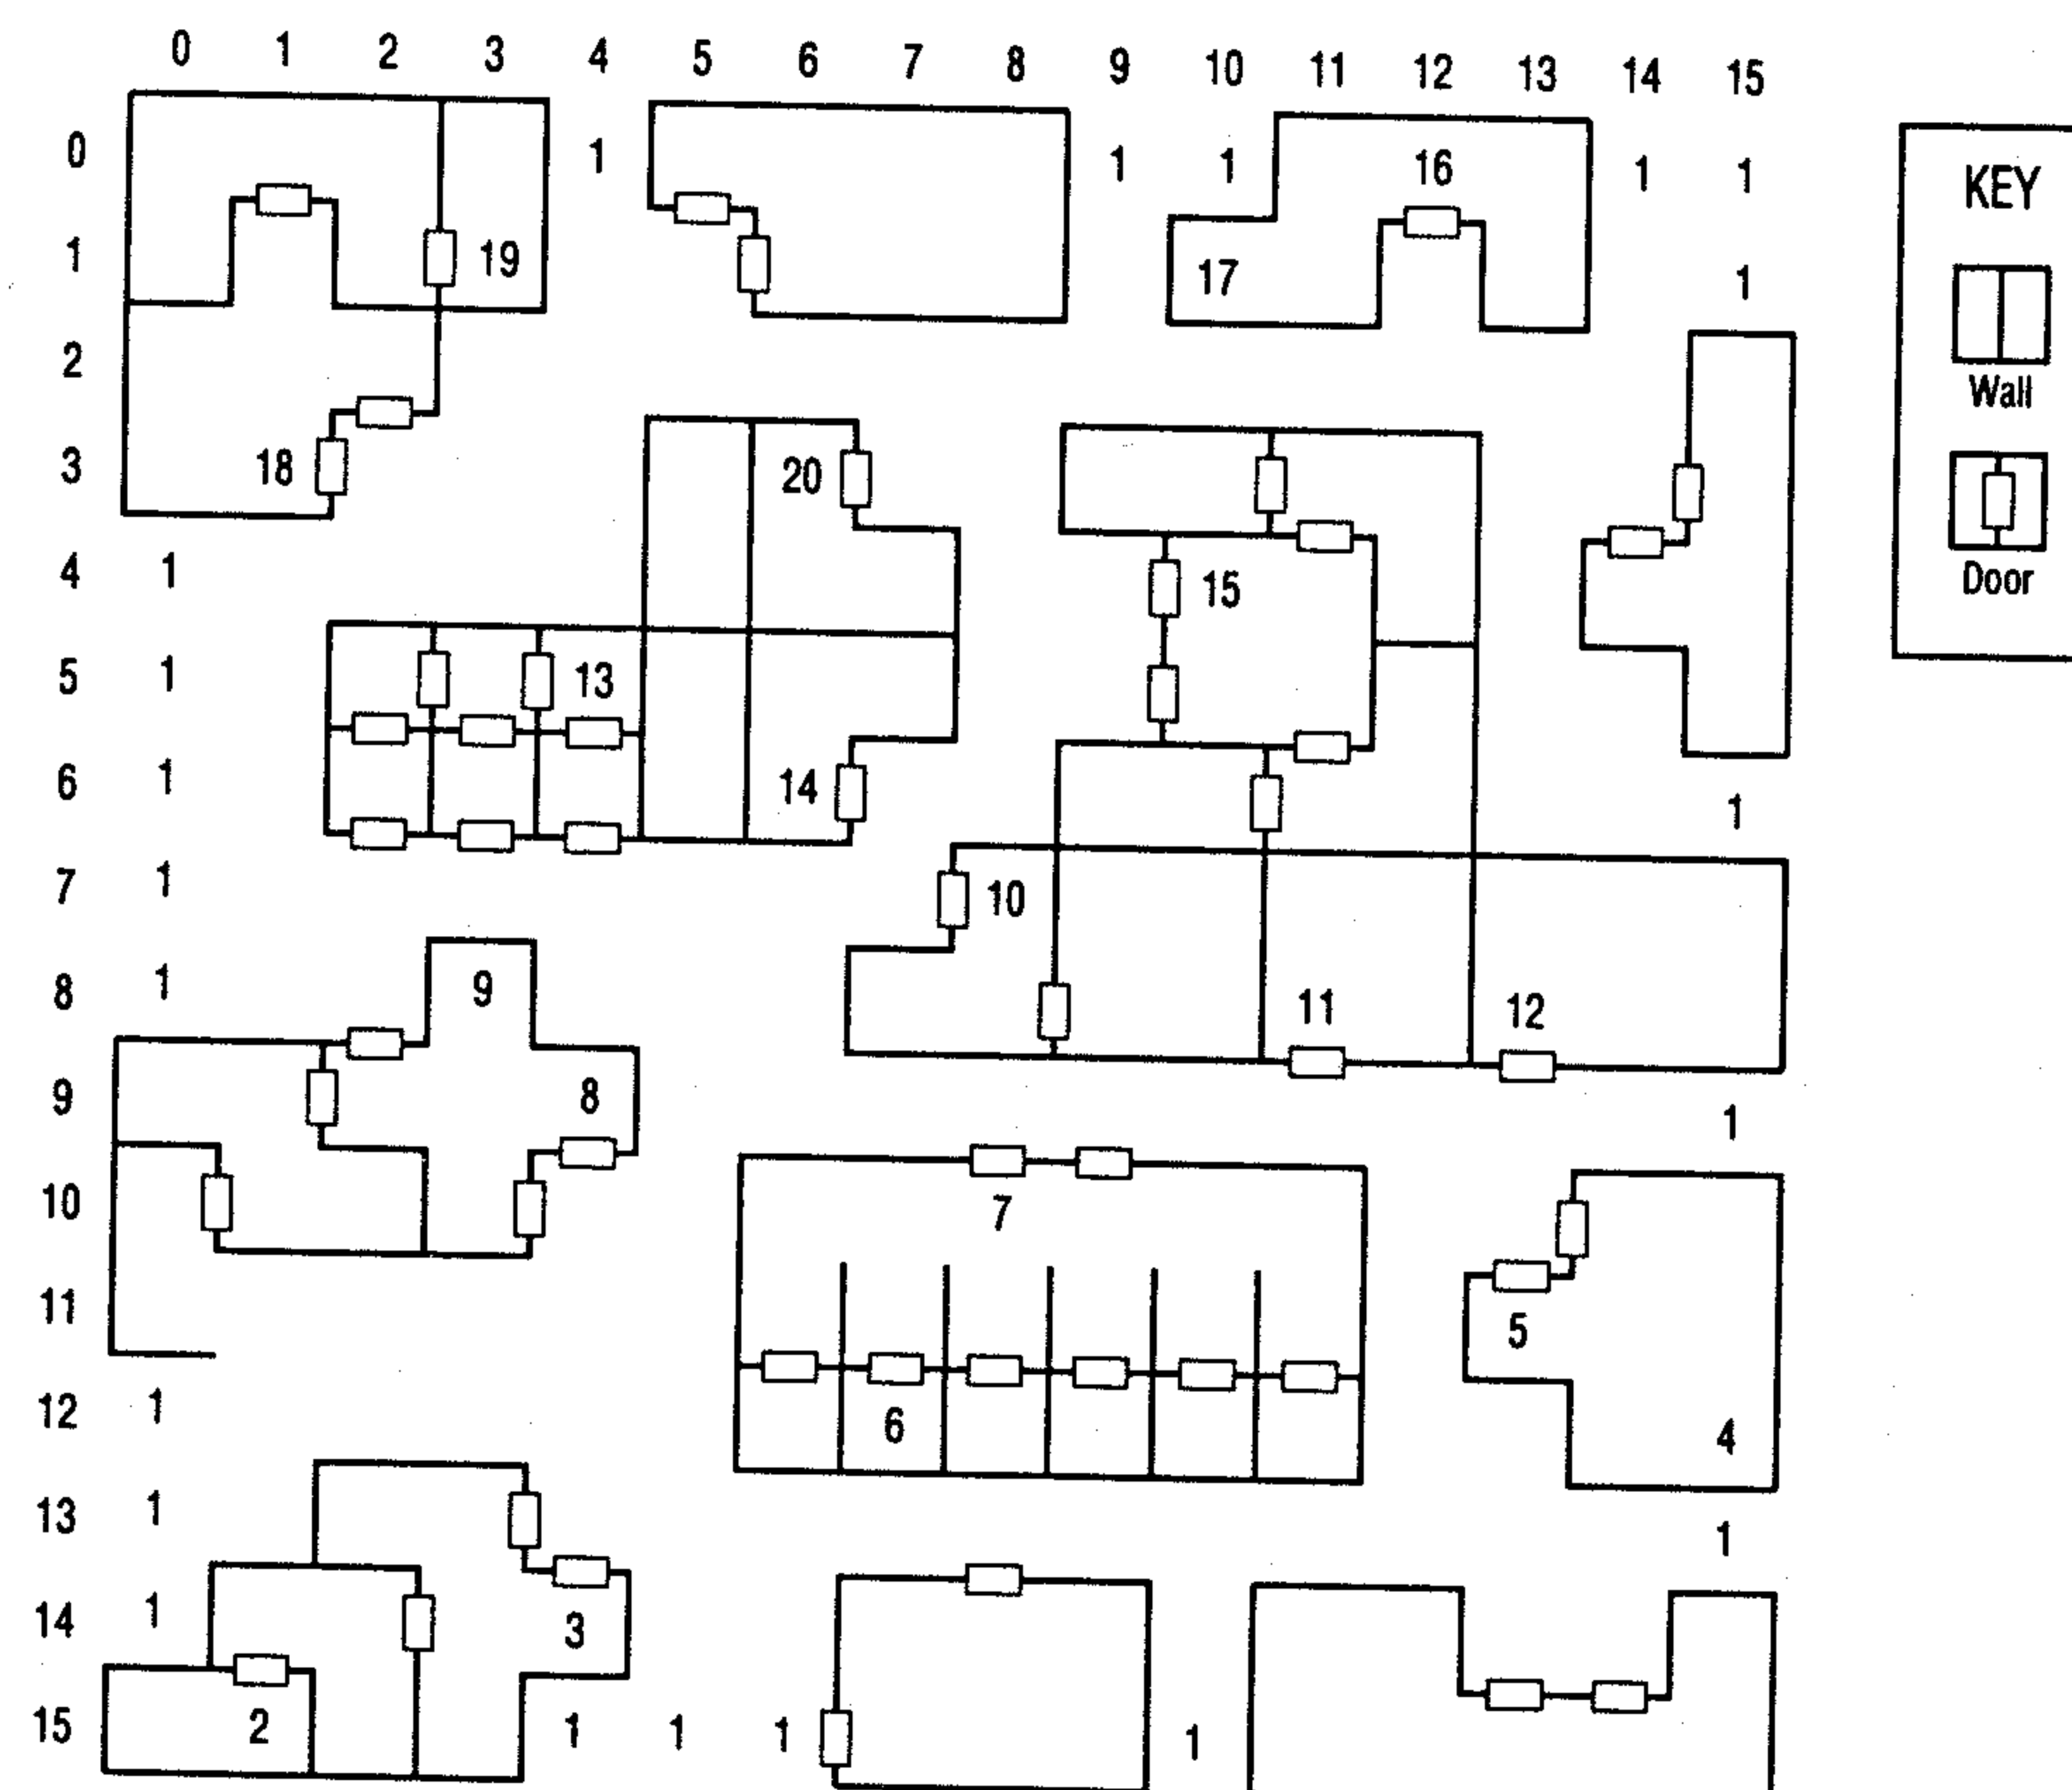 0 1 2 3 4 5 6 7 8 9 10 11 12 13 14 15
0 1 1 1 16 1 1 KEY
1 19 17 1
2 Wall
3 18 20
4 1 15 Door
5 1 13
6 1 14 1
7 1 10
8 1 9 11 12
9 8 1
10 7
11 5
12 1 6 4
13 1 1
14 1 3
15 2 1 1 1 1